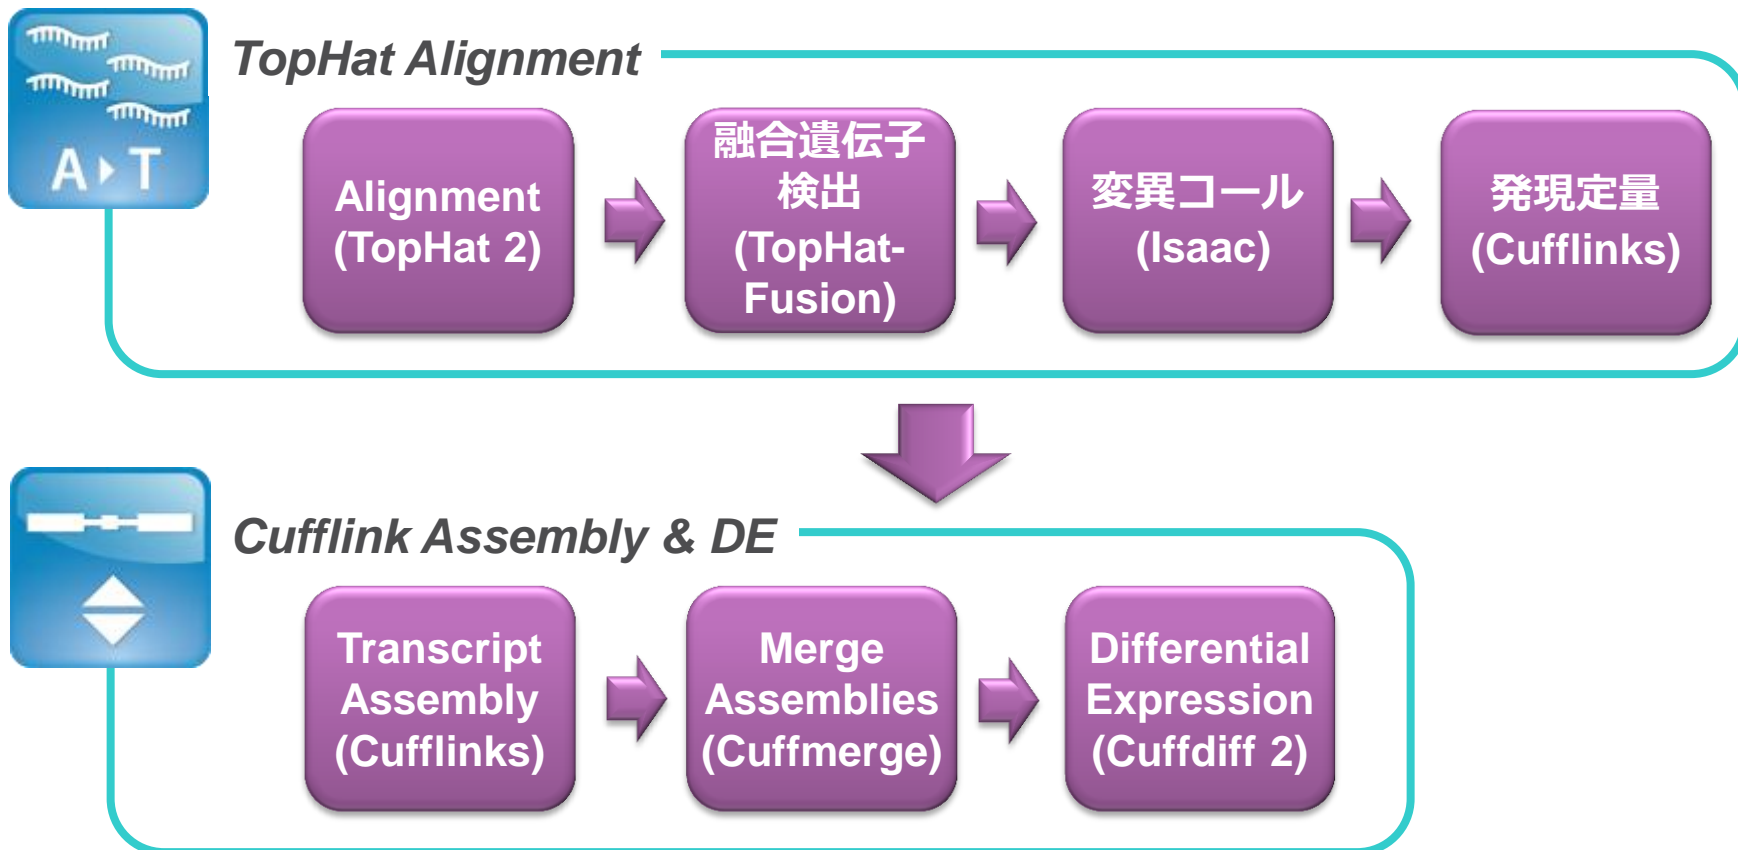 TopHat Alignment
A▸T
Alignment
(TopHat 2)
融合遺伝子
検出
(TopHat-
Fusion)
変異コール
(Isaac)
発現定量
(Cufflinks)
Cufflink Assembly & DE
Transcript
Assembly
(Cufflinks)
Merge
Assemblies
(Cuffmerge)
Differential
Expression
(Cuffdiff 2)